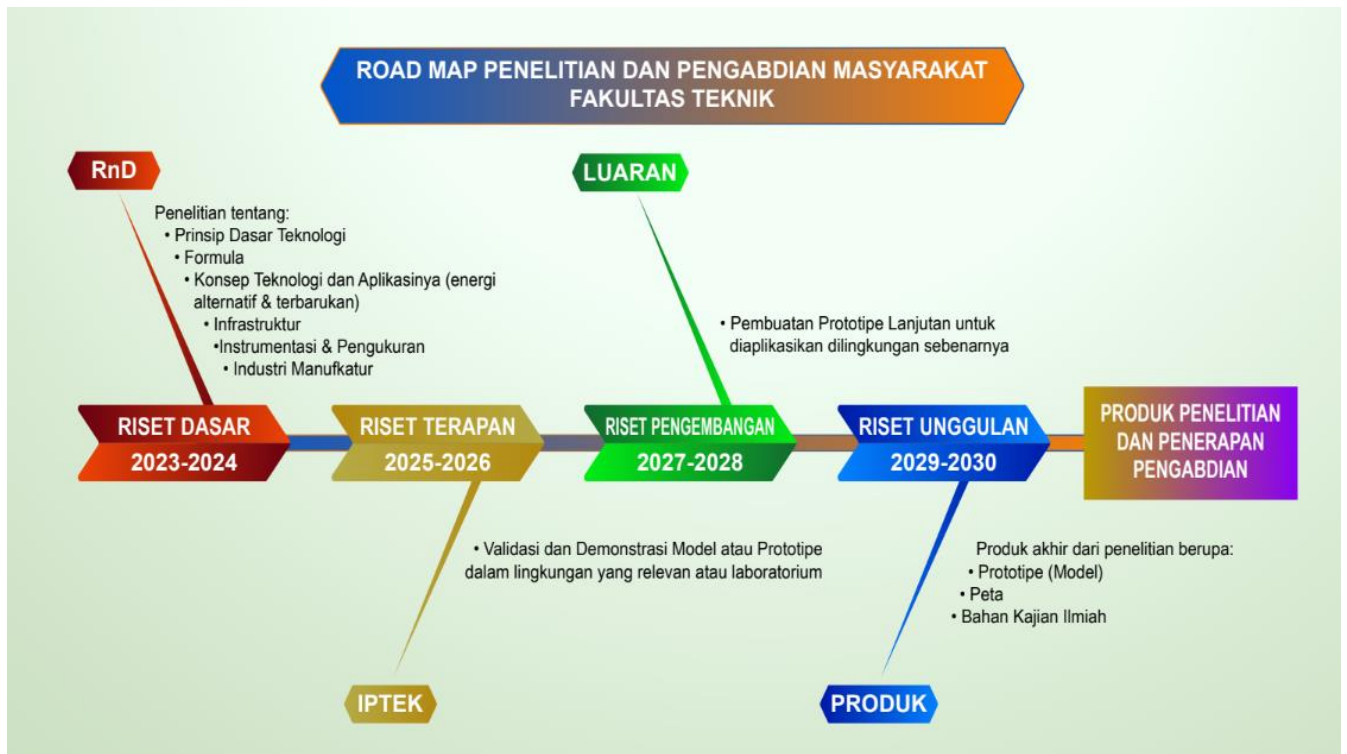 ROAD MAP PENELITIAN DAN PENGABDIAN MASYARAKAT
FAKULTAS TEKNIK
RnD
Penelitian tentang:
• Prinsip Dasar Teknologi
• Formula
• Konsep Teknologi dan Aplikasinya (energi
alternatif & terbarukan)
• Infrastruktur
•Instrumentasi & Pengukuran
• Industri Manufkatur
LUARAN
• Pembuatan Prototipe Lanjutan untuk
diaplikasikan dilingkungan sebenarnya
RISET DASAR
2023-2024
RISET TERAPAN
2025-2026
RISET PENGEMBANGAN
2027-2028
RISET UNGGULAN
2029-2030
PRODUK PENELITIAN
DAN PENERAPAN
PENGABDIAN
• Validasi dan Demonstrasi Model atau Prototipe
dalam lingkungan yang relevan atau laboratorium
IPTEK
Produk akhir dari penelitian berupa:
• Prototipe (Model)
• Peta
• Bahan Kajian Ilmiah
PRODUK